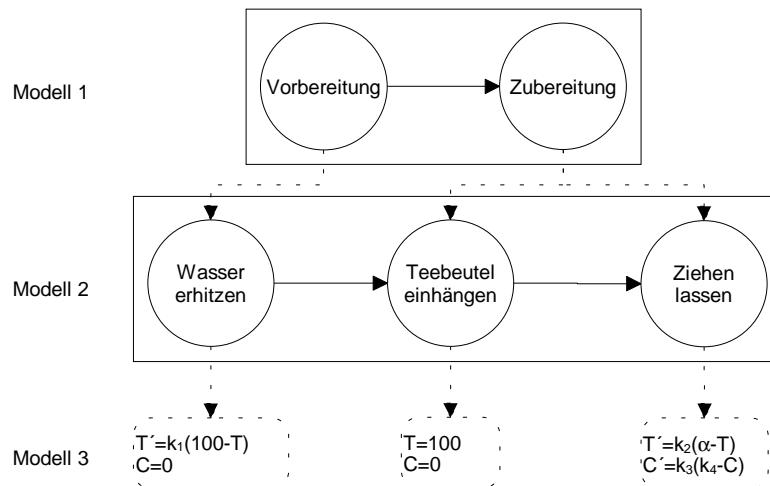 Modell 1
Vorbereitung
Zubereitung
Modell 2
Wasser
erhitzen
Teebeutel
einhängen
Ziehen
lassen
Modell 3
T´=k₁(100-T)
C=0
T=100
C=0
T´=k₂(α-T)
C´=k₃(k₄-C)